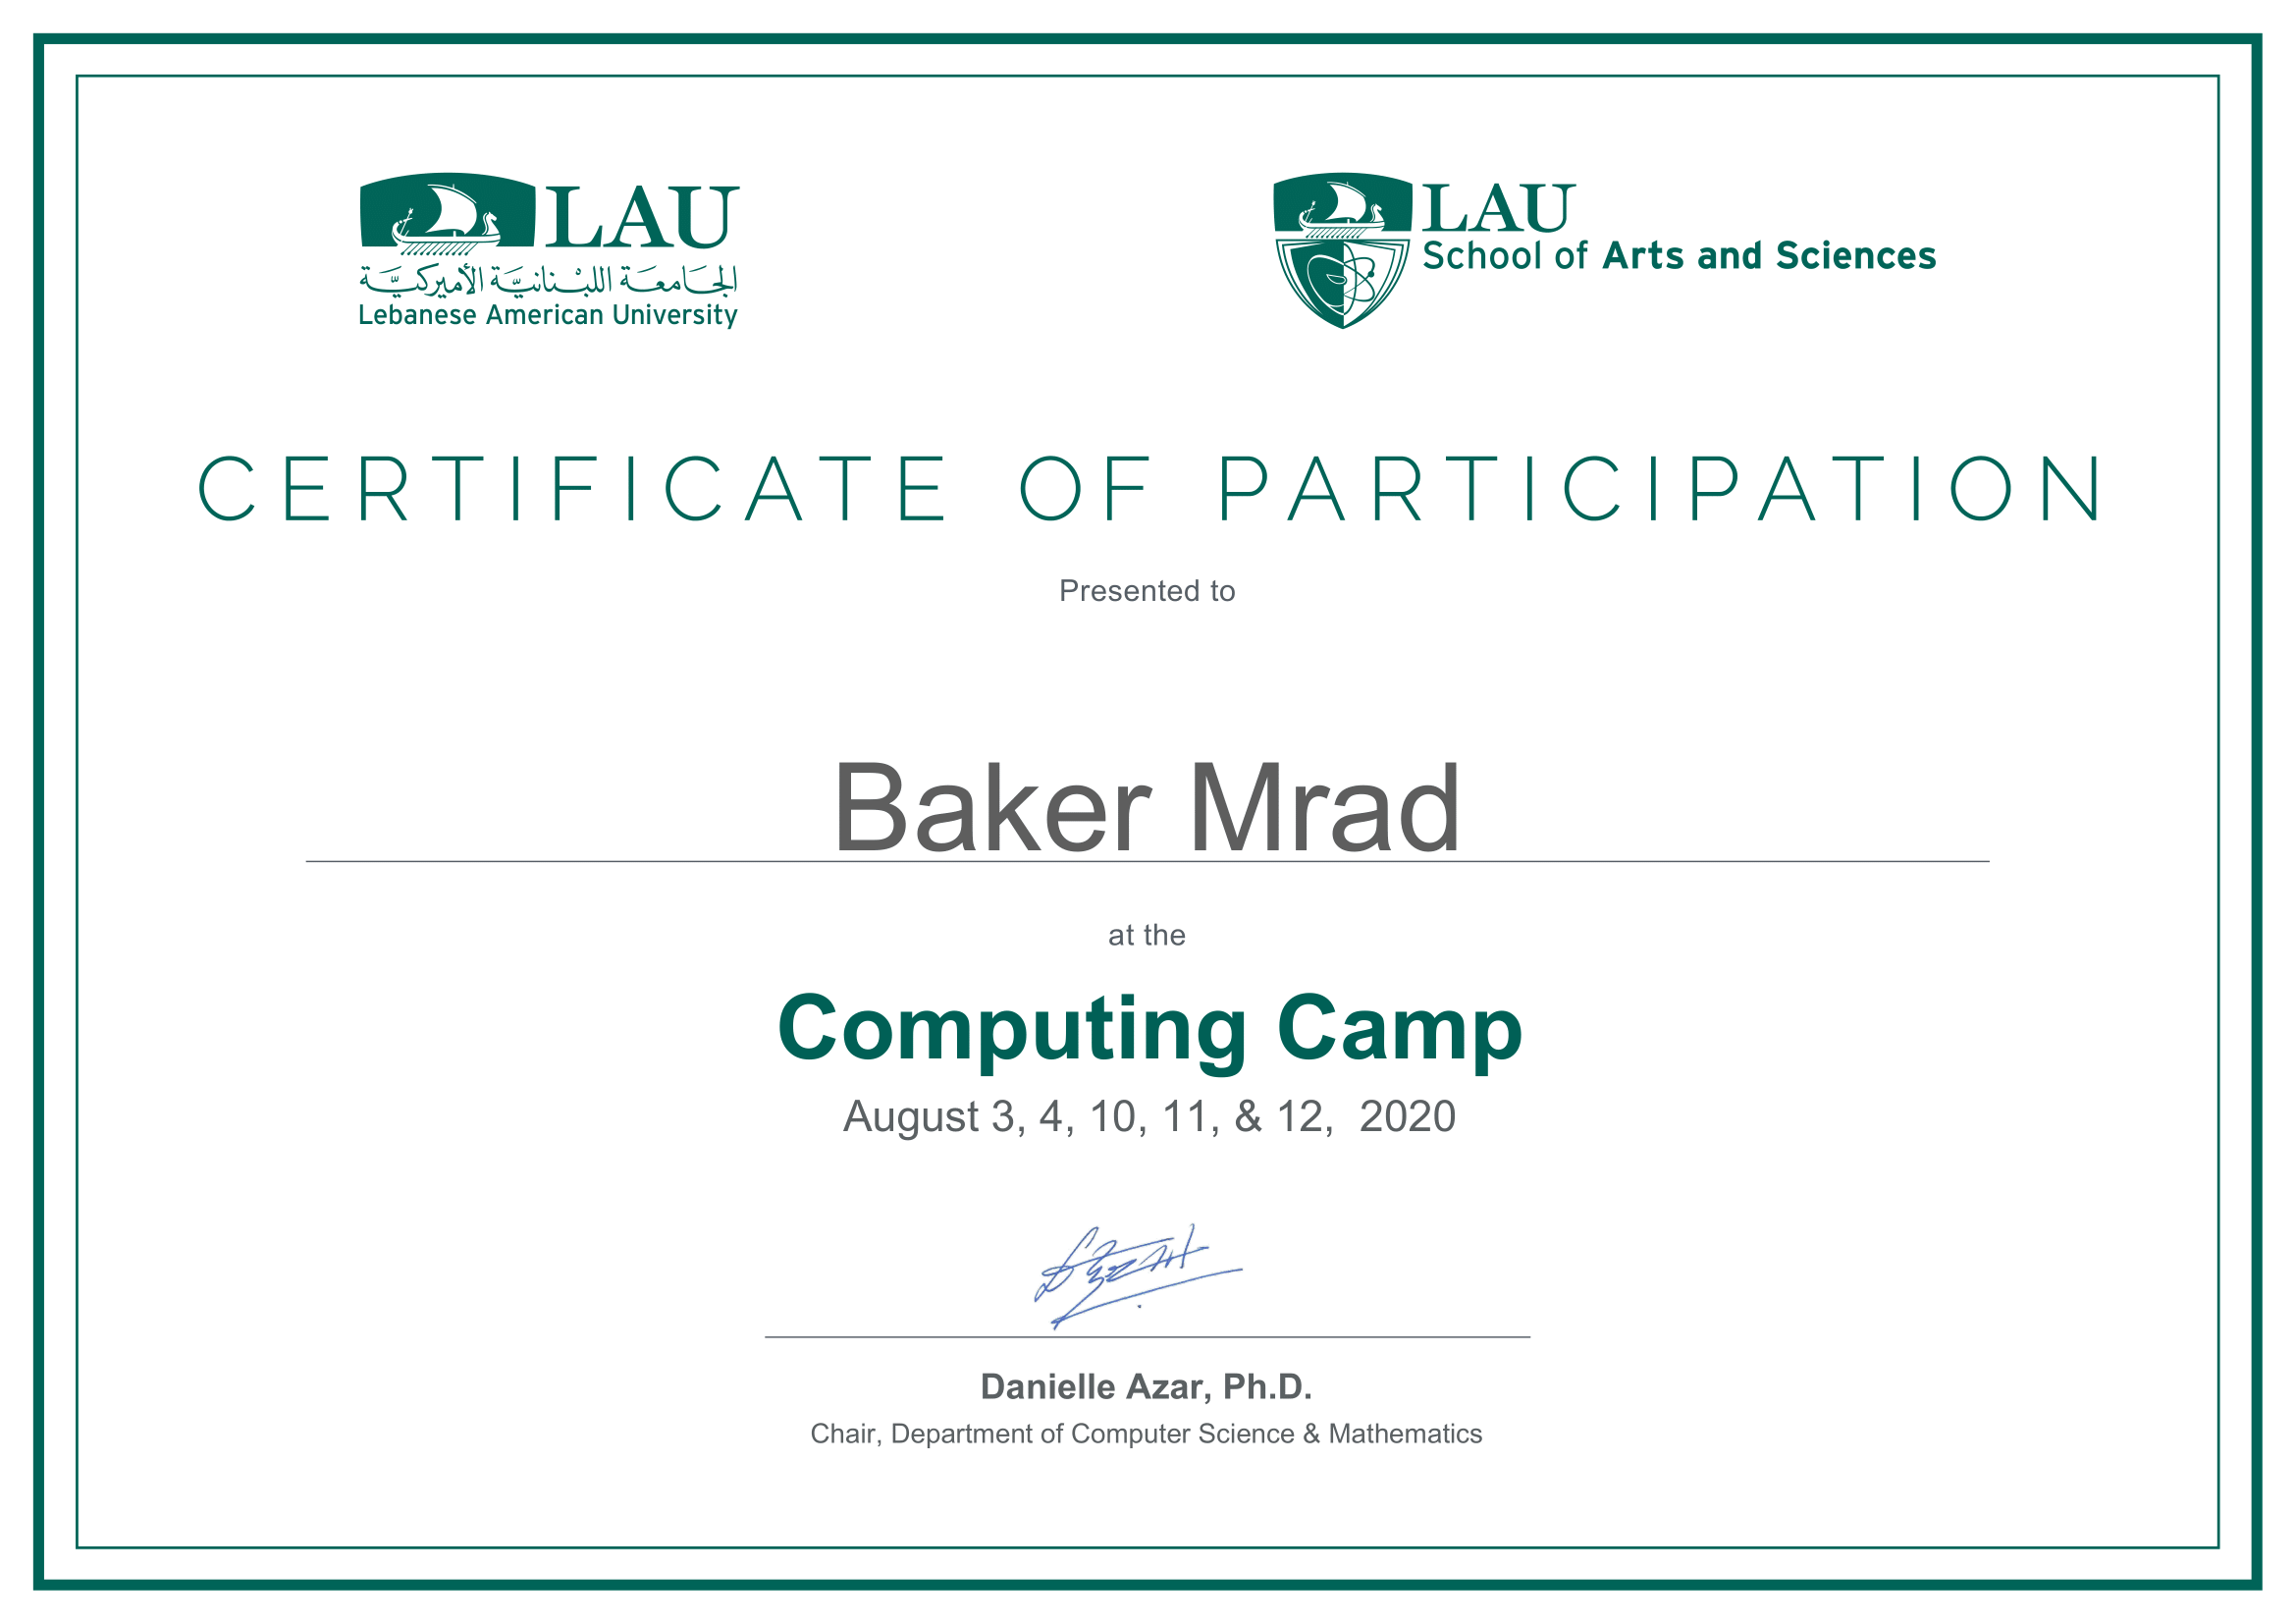 LAU
الجامعة اللبنانية الأميركية
Lebanese American University
LAU
School of Arts and Sciences
CERTIFICATE OF PARTICIPATION
Presented to
Baker Mrad
at the
Computing Camp
August 3, 4, 10, 11, & 12, 2020
Danielle Azar, Ph.D.
Chair, Department of Computer Science & Mathematics